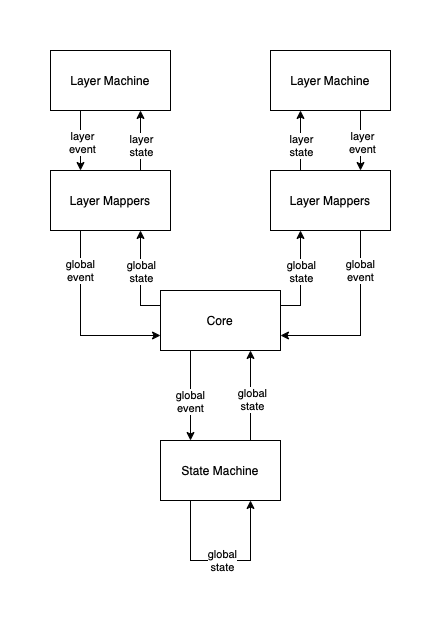 Layer Machine
Layer Machine
layer
event
layer
state
layer
state
layer
event
Layer Mappers
Layer Mappers
global
event
global
state
global
state
global
event
Core
global
event
global
state
State Machine
global
state